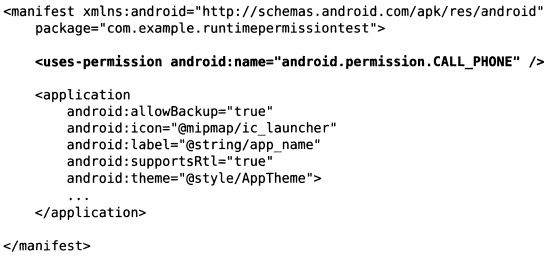 <manifest xmlns:android="http://schemas.android.com/apk/res/android"
    package="com.example.runtimepermissiontest">

    <uses-permission android:name="android.permission.CALL_PHONE" />

    <application
        android:allowBackup="true"
        android:icon="@mipmap/ic_launcher"
        android:label="@string/app_name"
        android:supportsRtl="true"
        android:theme="@style/AppTheme">
        ...
    </application>

</manifest>